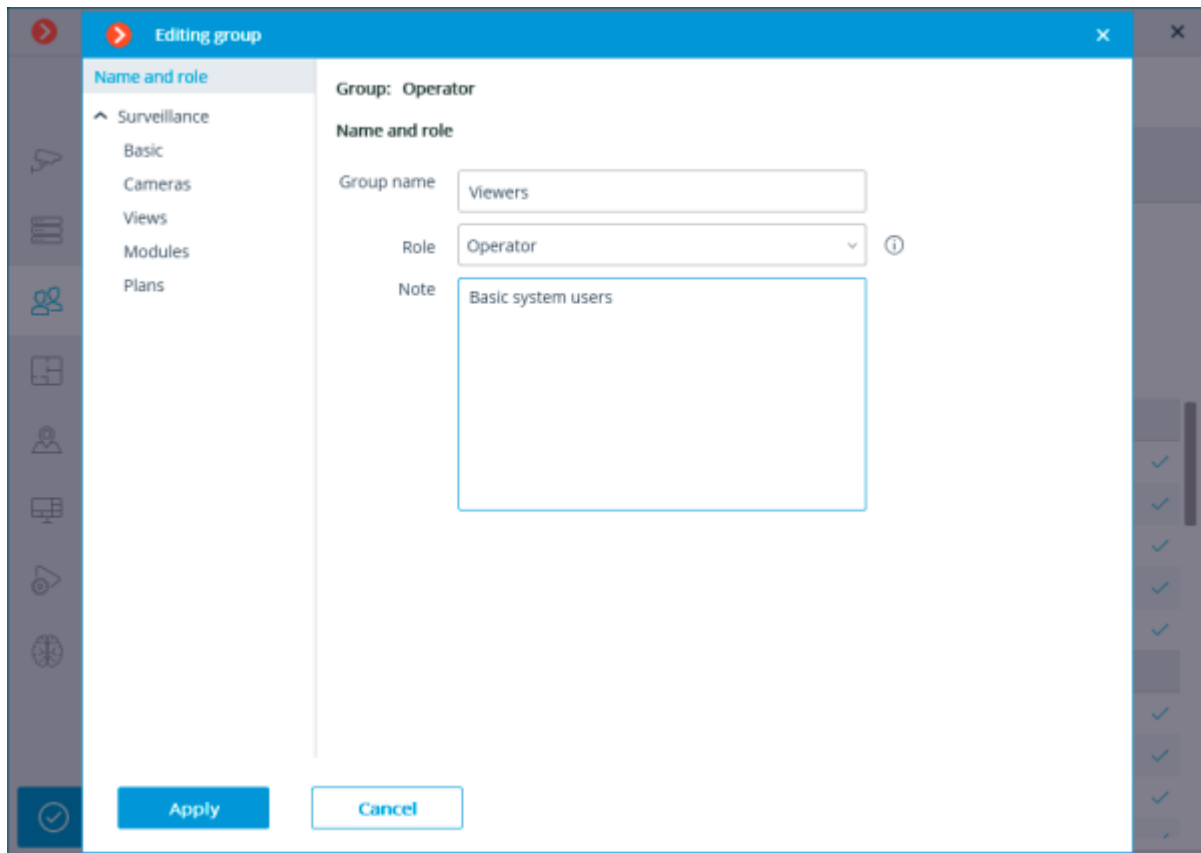 Editing group
Name and role
Surveillance
Basic
Cameras
Views
Modules
Plans
Group: Operator
Name and role
Group name
Viewers
Role
Operator
Note
Basic system users
Apply
Cancel